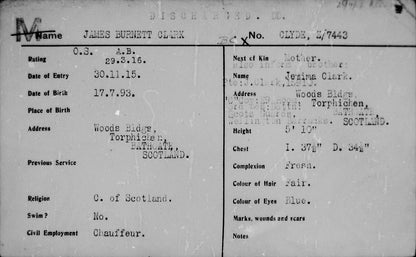 DISCHARGED.
M
Name JAMES BURNETT CLARK No. CLYDE, Z/7443
O.S. A.B.
Rating 29.3.16.
Date of Entry 30.11.15.
Date of Birth 17.7.93.
Place of Birth
Address Woods Bldgs,
Torphichen,
BATHGATE,
SCOTLAND.
Previous Service
Religion C. of Scotland.
Swim? No.
Civil Employment Chauffeur.
Next of Kin Mother.
Name Jemima Clark.
Address Woods Bldgs,
Torphichen,
BATHGATE,
SCOTLAND.
Height 5' 10"
Chest I. 37½" D. 34½"
Complexion Fresh.
Colour of Hair Fair.
Colour of Eyes Blue.
Marks, wounds and scars
Notes